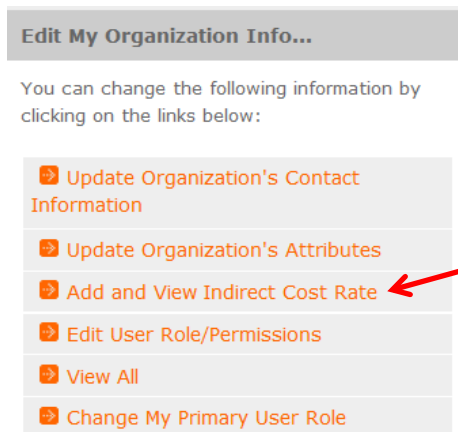 Edit My Organization Info...
You can change the following information by
clicking on the links below:
Update Organization's Contact
Information
Update Organization's Attributes
Add and View Indirect Cost Rate
Edit User Role/Permissions
View All
Change My Primary User Role